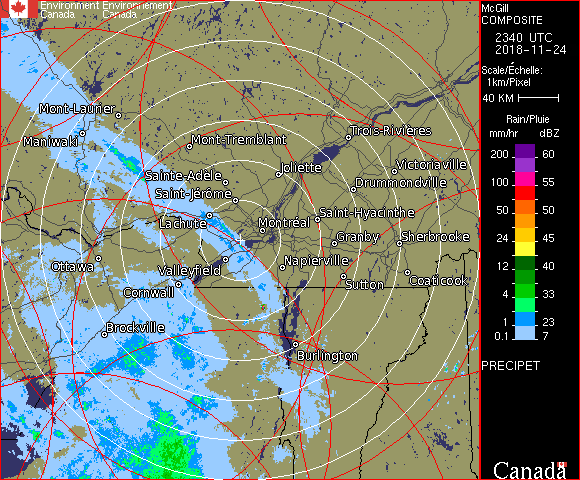 Environment Environnement
Canada Canada
McGill
COMPOSITE
2340 UTC
2018-11-24
Scale/Échelle:
1km/Pixel
40 KM
Rain/Pluie
mm/hr dBZ
200 60
100 55
50 50
24 45
12 40
4 33
1 23
0.1 7
PRECIPET
Canada
Mont-Laurier
Maniwaki
Mont-Tremblant
Trois-Rivières
Sainte-Adèle
Joliette
Victoriaville
Saint-Jérôme
Drummondville
Lachute
Montréal
Saint-Hyacinthe
Granby
Sherbrooke
Ottawa
Valleyfield
Napierville
Cornwall
Sutton
Coaticook
Brockville
Burlington